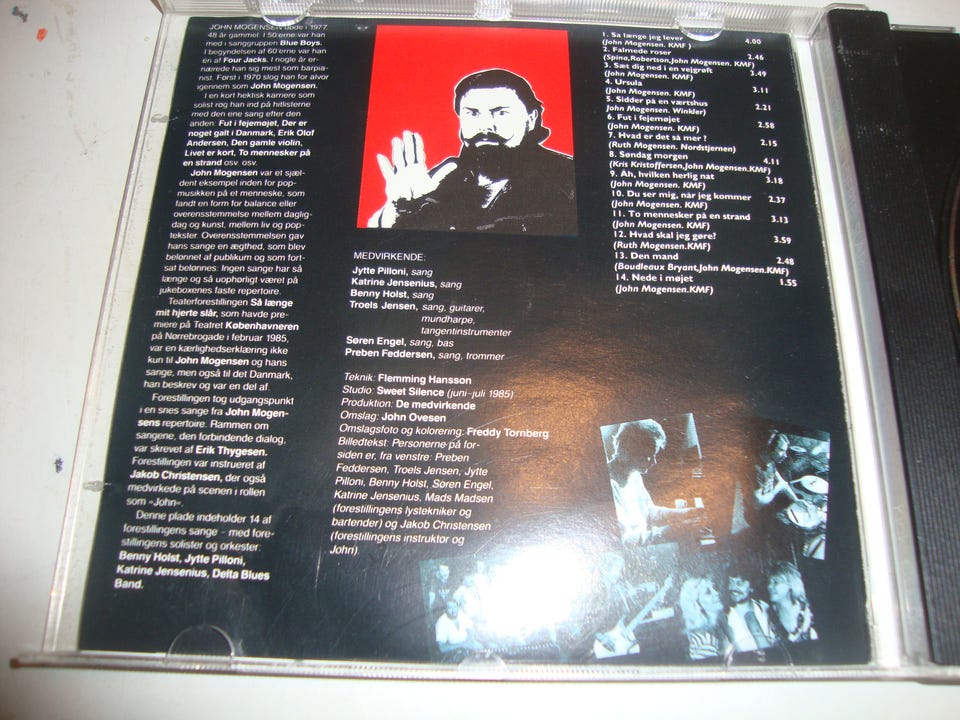 JOHN MOGENSEN døde i 1977,
48 år gammel. I 50'erne var han
med i sanggruppen Blue Boys.
I begyndelsen af 60'erne var han
én af Four Jacks. I nogle år er-
nærede han sig mest som barpia-
nist. Først i 1970 slog han for alvor
igennem som John Mogensen.
I en kort hektisk karriere som
solist røg han ind på hitlisterne
med den ene sang efter den
anden: Fut i fejemøjet, Der er
noget galt i Danmark, Erik Olof
Andersen, Den gamle violin,
Livet er kort, To mennesker på
en strand osv. osv.
John Mogensen var et sjæl-
dent eksempel inden for pop-
musikken på et menneske, som
fandt en form for balance eller
overensstemmelse mellem daglig-
dag og kunst, mellem liv og pop-
tekster. Overensstemmelsen gav
hans sange en ægthed, som blev
belønnet af publikum og som fort-
sat belønnes: Ingen sange har så
længe og så uophørligt været på
jukeboxenes faste repertoire.
Teaterforestillingen Så længe
mit hjerte slår, som havde pre-
miere på Teatret Københavneren
på Nørrebrogade i februar 1985,
var en kærlighedserklæring ikke
kun til John Mogensen og hans
sange, men også til det Danmark,
han beskrev og var en del af.
Forestillingen tog udgangspunkt
i en snes sange fra John Mogen-
sens repertoire. Rammen om
sangene, den forbindende dialog,
var skrevet af Erik Thygesen.
Forestillingen var instrueret af
Jakob Christensen, der også
medvirkede på scenen i rollen
som »John«.
Denne plade indeholder 14 af
forestillingens sange – med fore-
stillingens solister og orkester:
Benny Holst, Jytte Pilloni,
Katrine Jensenius, Delta Blues
Band.
MEDVIRKENDE:
Jytte Pilloni, sang
Katrine Jensenius, sang
Benny Holst, sang
Troels Jensen, sang, guitarer,
mundharpe,
tangentinstrumenter
Søren Engel, sang, bas
Preben Feddersen, sang, trommer
Teknik: Flemming Hansson
Studio: Sweet Silence (juni-juli 1985)
Produktion: De medvirkende
Omslag: John Ovesen
Omslagsfoto og kolorering: Freddy Tornberg
Billedtekst: Personerne på for-
siden er, fra venstre: Preben
Feddersen, Troels Jensen, Jytte
Pilloni, Benny Holst, Søren Engel,
Katrine Jensenius, Mads Madsen
(forestillingens lystekniker og
bartender) og Jakob Christensen
(forestillingens instruktør og
John).
1. Sa længe jeg lever 4.00
(John Mogensen. KMF )
2. Falmede roser 2.46
(Spina,Robertson,John Mogensen. KMF)
3. Sæt dig ned i en vejgrøft 3.49
(John Mogensen. KMF)
4. Ursula 3.11
(John Mogensen. KMF)
5. Sidder på en værtshus 2.21
John Mogensen. Winkler)
6. Fut i fejemøjet 2.58
(John Mogensen. KMF)
7. Hvad er det så mer ? 2.15
(Ruth Mogensen. Nordstjernen)
8. Søndag morgen 4.11
(Kris Kristoffersen,John Mogensen.KMF)
9. Åh, hvilken herlig nat 3.18
(John Mogensen. KMF)
10. Du ser mig, når jeg kommer 2.37
(John Mogensen. KMF)
11. To mennesker på en strand 3.13
(John Mogensen. KMF)
12. Hvad skal jeg gøre? 3.59
(Ruth Mogensen.KMF)
13. Den mand 2.48
(Boudleaux Bryant,John Mogensen.KMF)
14. Nede i møjet 1.55
(John Mogensen.KMF)